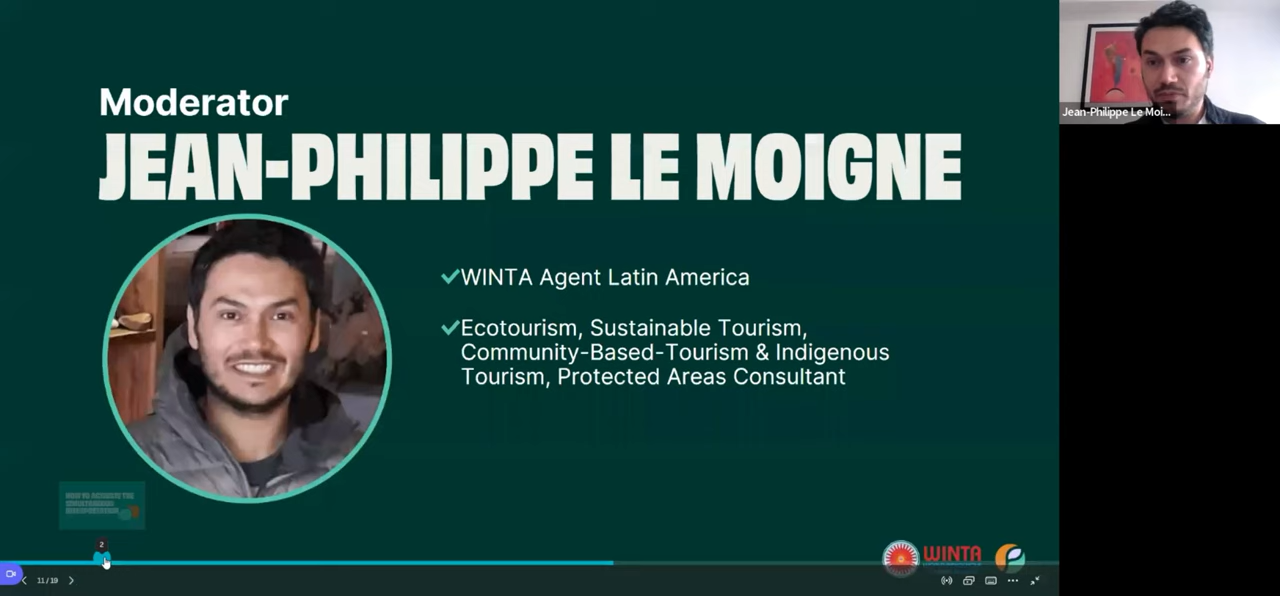 Moderator
JEAN-PHILIPPE LE MOIGNE
WINTA Agent Latin America
Ecotourism, Sustainable Tourism,
Community-Based-Tourism & Indigenous
Tourism, Protected Areas Consultant
Jean-Philippe Le Moi...
2
WINTA
11 / 19